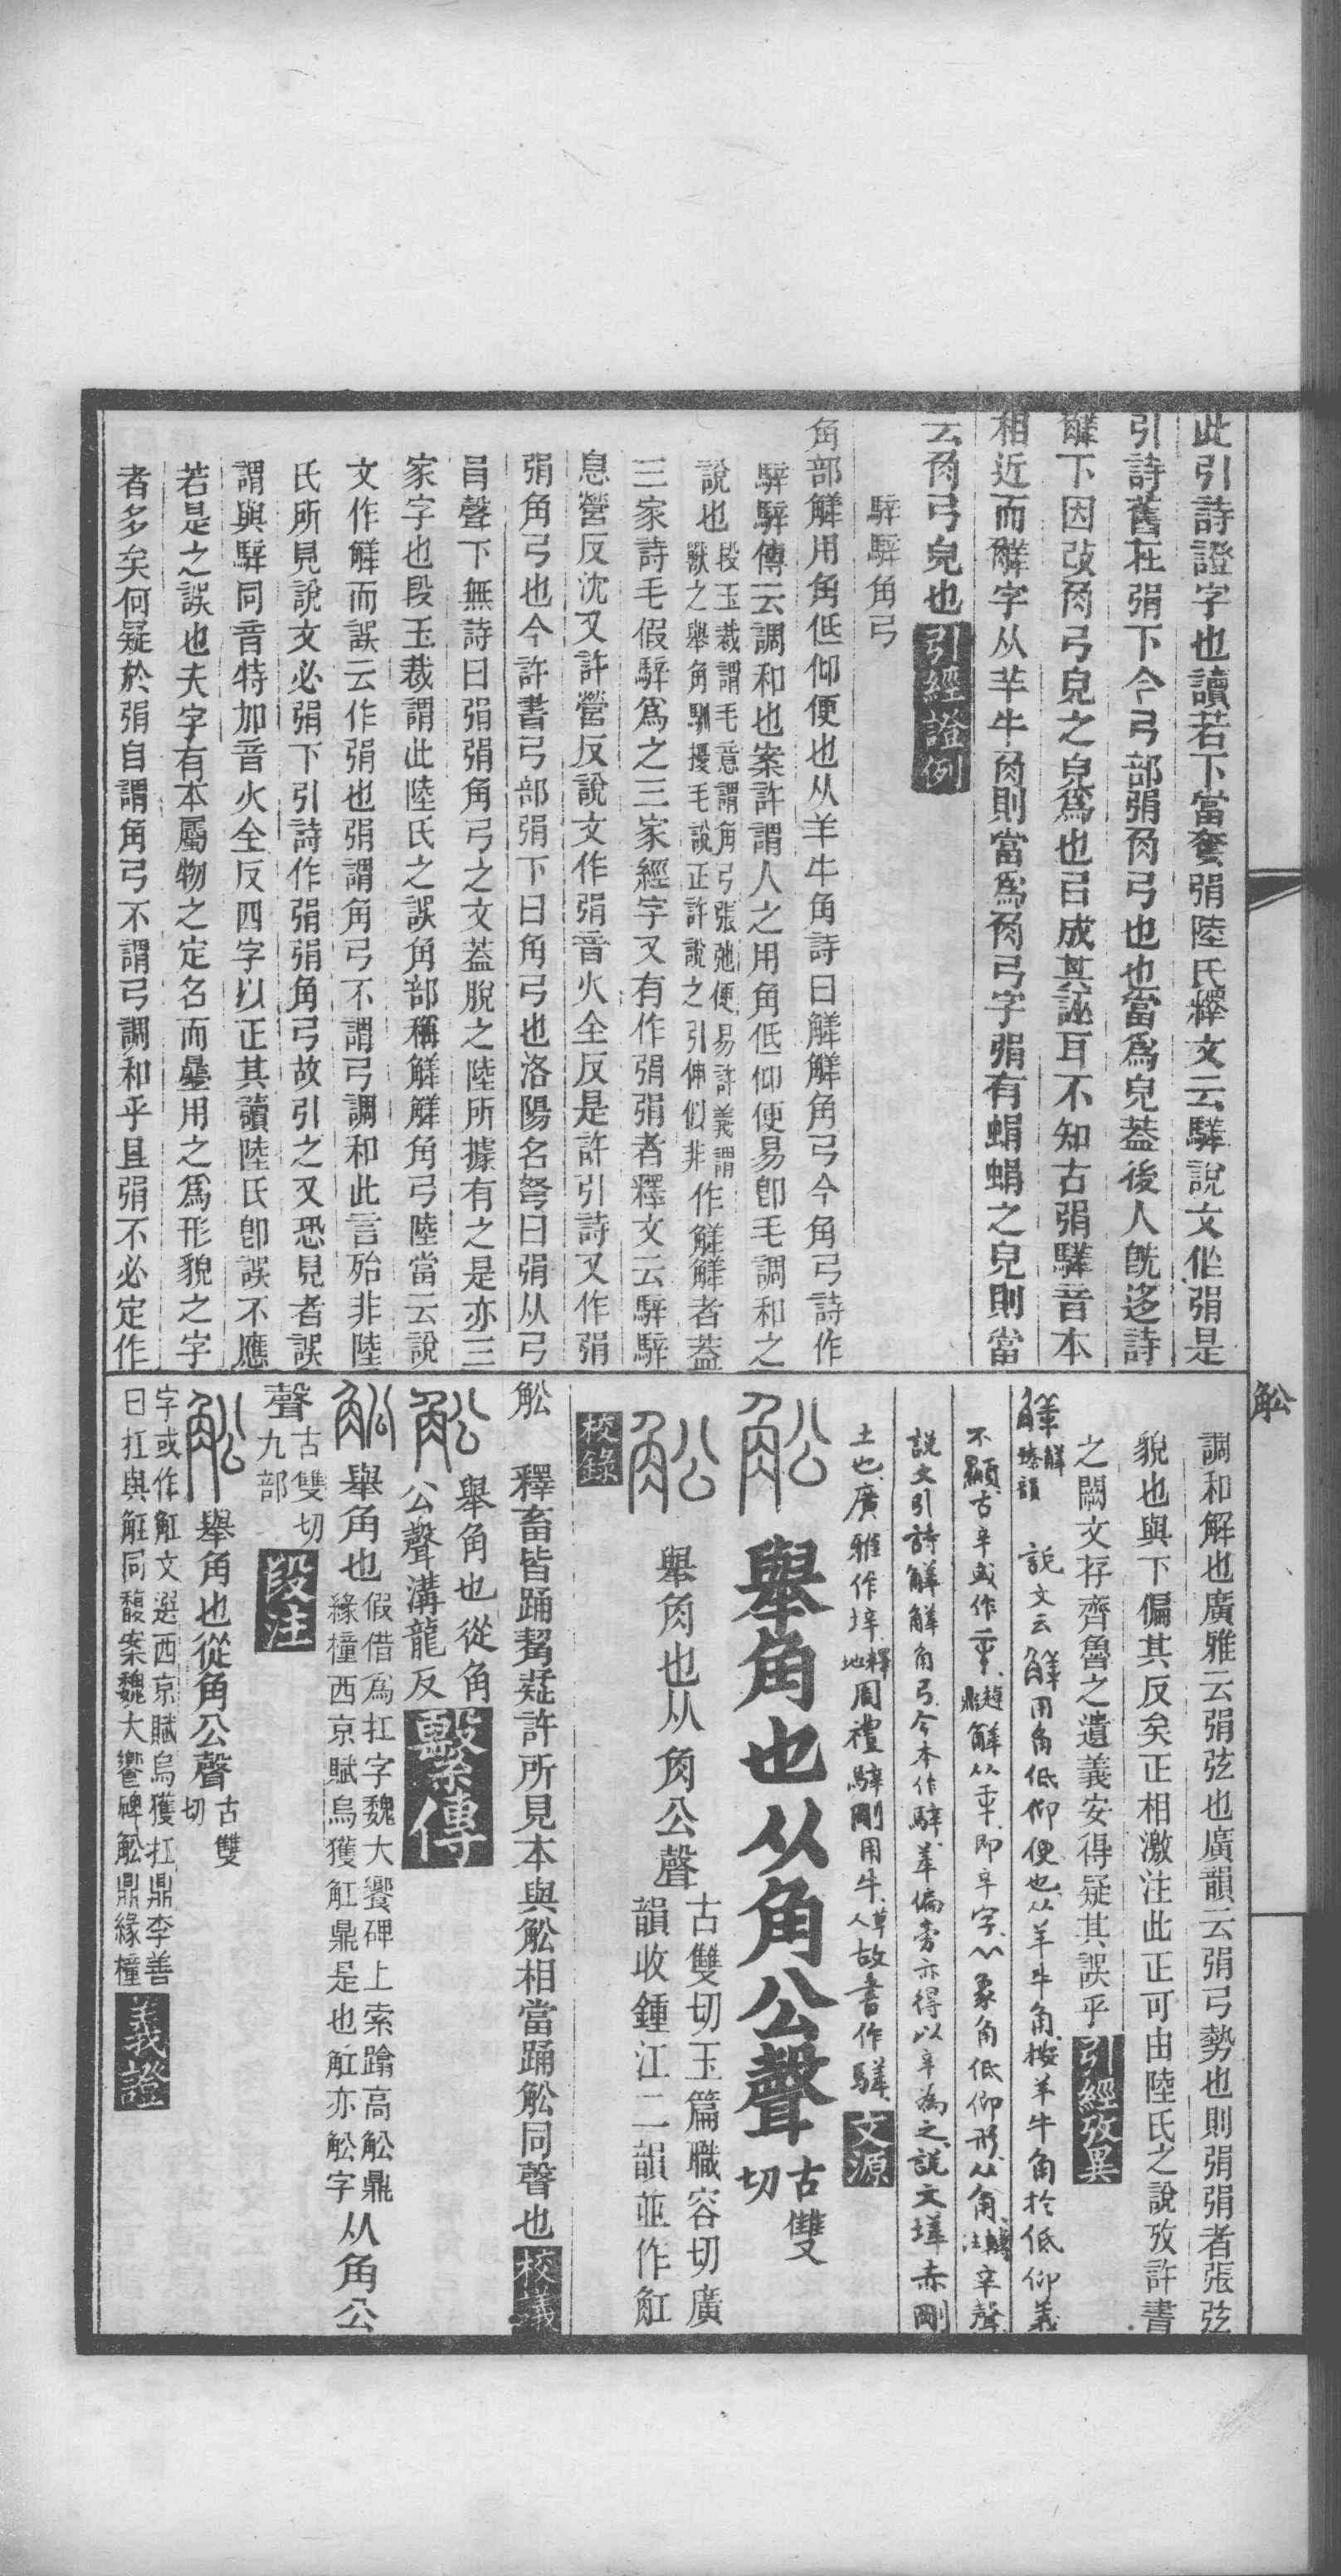 此引詩證字也讀若下當奪弲陸氏釋文云騂說文作弲是
引詩舊在弲下今弓部弲角弓也也當爲皃葢後人旣迻詩
觲下因改角弓皃之皃爲也㠯成其誣耳不知古弲騂音本
相近而觲字从羊牛角則當爲角弓字弲有蜎蜎之皃則當
云角弓皃也引經證例
騂騂角弓
角部觲用角低仰便也从羊牛角詩曰觲觲角弓今角弓詩作
騂騂傳云調和也案許謂人之用角低仰便易卽毛調和之
說也段玉裁謂毛意謂角弓張弛便易許義謂
獸之舉角馴擾毛說正許說之引伸似非作觲觲者葢
三家詩毛假騂爲之三家經字又有作弲弲者釋文云騂騂
息營反沈又許營反說文作弲音火全反是許引詩又作弲
弲角弓也今許書弓部弲下曰角弓也洛陽名弩曰弲从弓
肙聲下無詩曰弲弲角弓之文葢脫之陸所據有之是亦三
家字也段玉裁謂此陸氏之誤角部稱觲觲角弓陸當云說
文作觲而誤云作弲也弲謂角弓不謂弓調和此言殆非陸
氏所見說文必弲下引詩作弲弲角弓故引之又恐見者誤
謂與騂同音特加音火全反四字以正其讀陸氏卽誤不應
若是之誤也夫字有本屬物之定名而曡用之爲形貌之字
者多矣何疑於弲自謂角弓不謂弓調和乎且弲不必定作
調和解也廣雅云弲弦也廣韻云弲弓勢也則弲弲者張弦
貌也與下偏其反矣正相激注此正可由陸氏之說攷許書
之闕文存齊魯之遺義安得疑其誤乎引經攷異
說文云觲用角低仰便也从羊牛角按羊牛角於低仰義
不顯古辛或作䇂觲从䇂卽辛字象角低仰形从角辛聲
說文引詩觲觲角弓今本作騂羊偏旁亦得以辛爲之說文垟赤剛
土也廣雅作垶釋地周禮騂剛用牛草人故書作騂文源
舉角也从角公聲古雙切
舉角也从角公聲古雙切玉篇職容切廣
韻收鍾江二韻並作舡
校錄
觓釋畜皆踊觢疑許所見本與䚗相當踊䚗同聲也校議
舉角也從角
公聲溝龍反繫傳
舉角也假借爲扛字魏大饗碑上索蹹高䚗鼎
緣橦西京賦烏獲舡鼎是也舡亦䚗字从角公
聲古雙切
九部段注
舉角也從角公聲古雙切
字或作舡文選西京賦烏獲扛鼎李善
曰扛與舡同馥案魏大饗碑䚗鼎緣橦義證
䚗